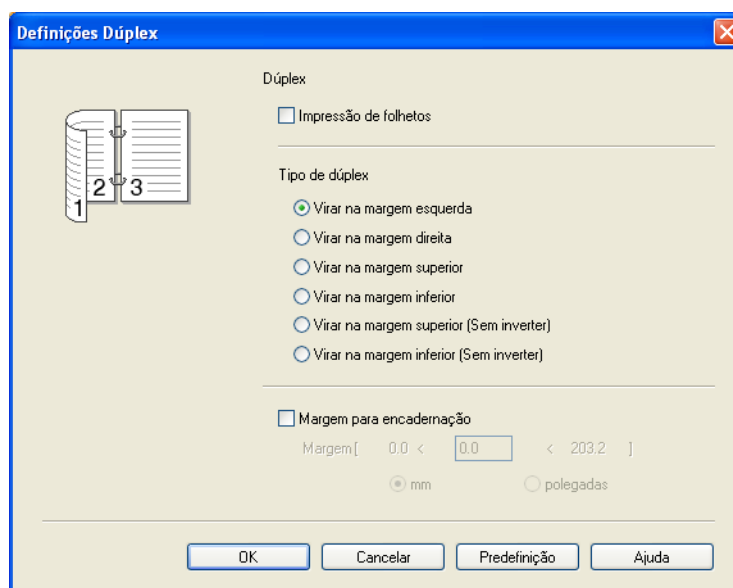 Definições Dúplex
Dúplex
Impressão de folhetos
1 2 3
Tipo de dúplex
Virar na margem esquerda
Virar na margem direita
Virar na margem superior
Virar na margem inferior
Virar na margem superior (Sem inverter)
Virar na margem inferior (Sem inverter)
Margem para encadernação
Margem [ 0.0 < 0.0 < 203.2 ]
mm polegadas
OK Cancelar Predefinição Ajuda